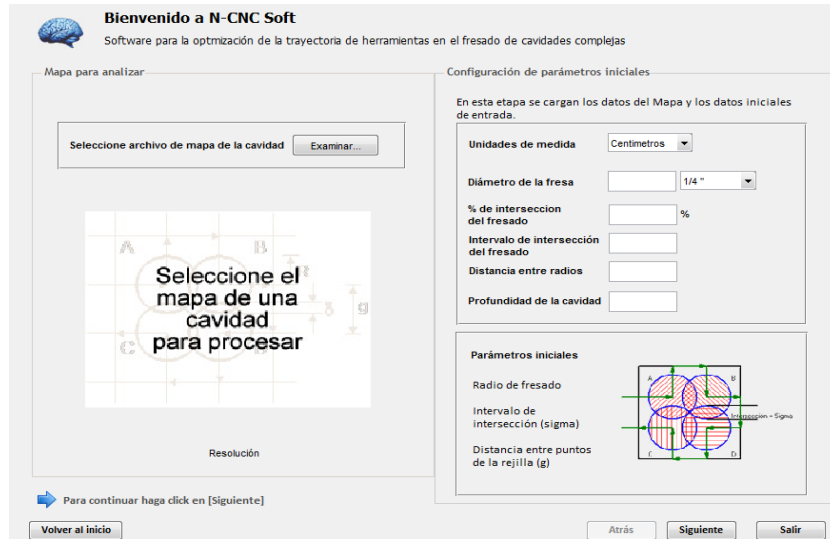 Bienvenido a N-CNC Soft
Software para la optmización de la trayectoria de herramientas en el fresado de cavidades complejas
Mapa para analizar
Seleccione archivo de mapa de la cavidad Examinar...
A B
Seleccione el
mapa de una
cavidad
para procesar
g
C
Resolución
Configuración de parámetros iniciales
En esta etapa se cargan los datos del Mapa y los datos iniciales
de entrada.
Unidades de medida Centimetros
Diámetro de la fresa 1/4 "
% de interseccion
del fresado %
Intervalo de intersección
del fresado
Distancia entre radios
Profundidad de la cavidad
Parámetros iniciales
Radio de fresado
Intervalo de
intersección (sigma)
Distancia entre puntos
de la rejilla (g)
A B
Interseccion = Sigma
C D
Para continuar haga click en [Siguiente]
Volver al inicio Atrás Siguiente Salir